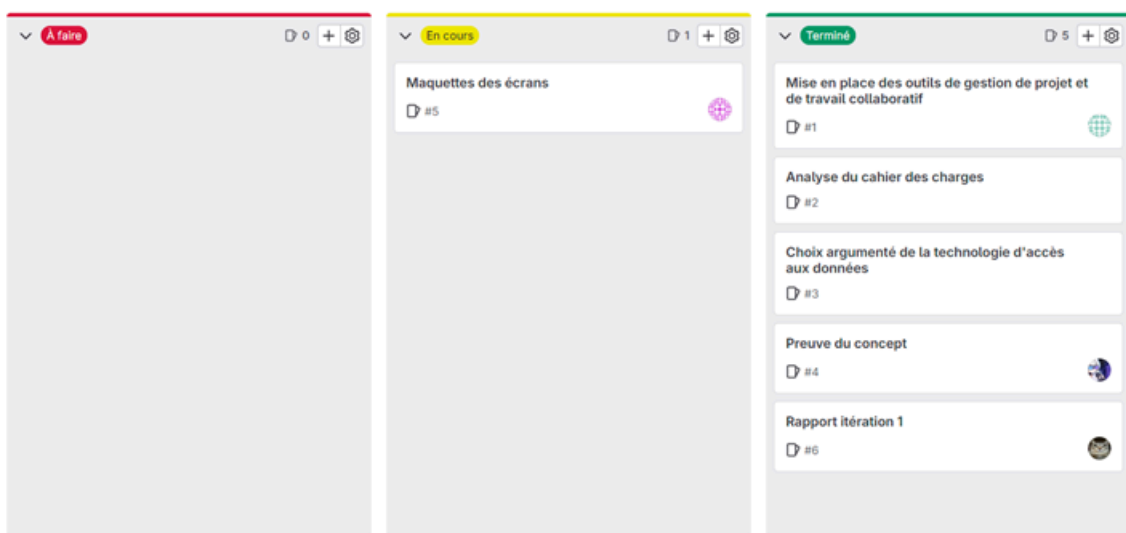 À faire
0
En cours
1
Maquettes des écrans
#5
Terminé
5
Mise en place des outils de gestion de projet et
de travail collaboratif
#1
Analyse du cahier des charges
#2
Choix argumenté de la technologie d'accès
aux données
#3
Preuve du concept
#4
Rapport itération 1
#6